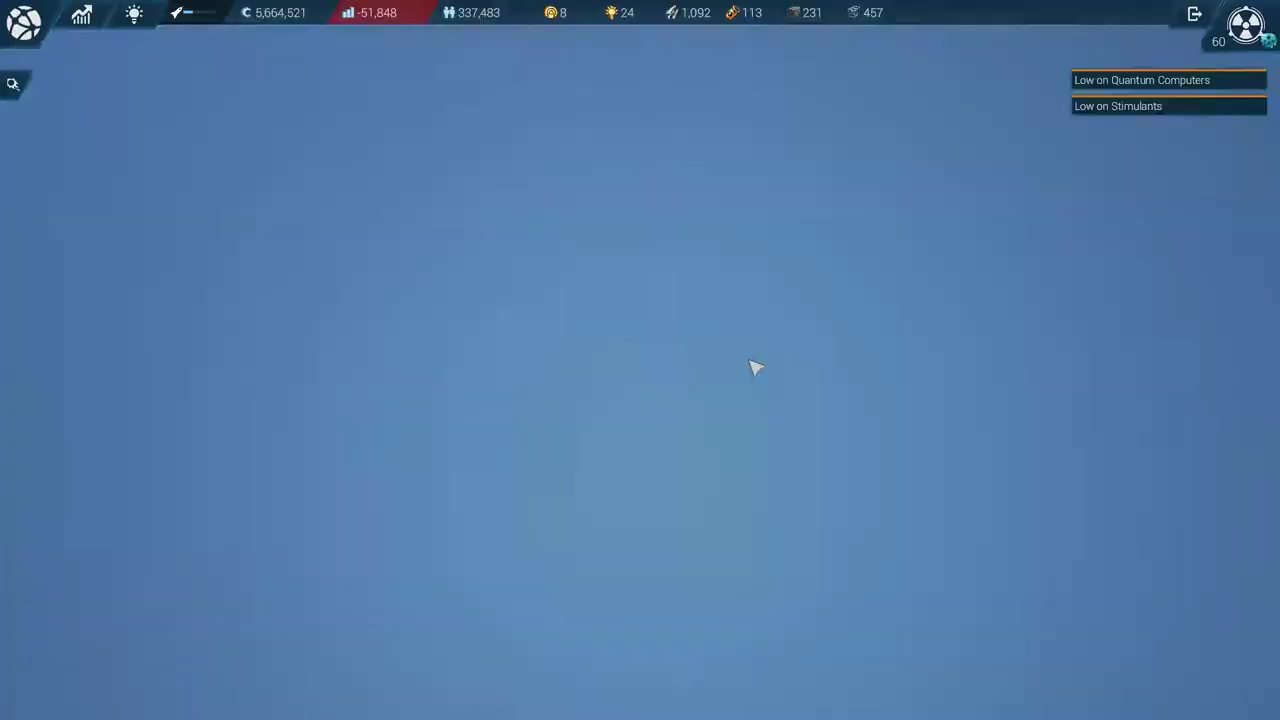 5,664,521 -51,848 337,483 8 24 1,092 113 231 457
60
Low on Quantum Computers
Low on Stimulants